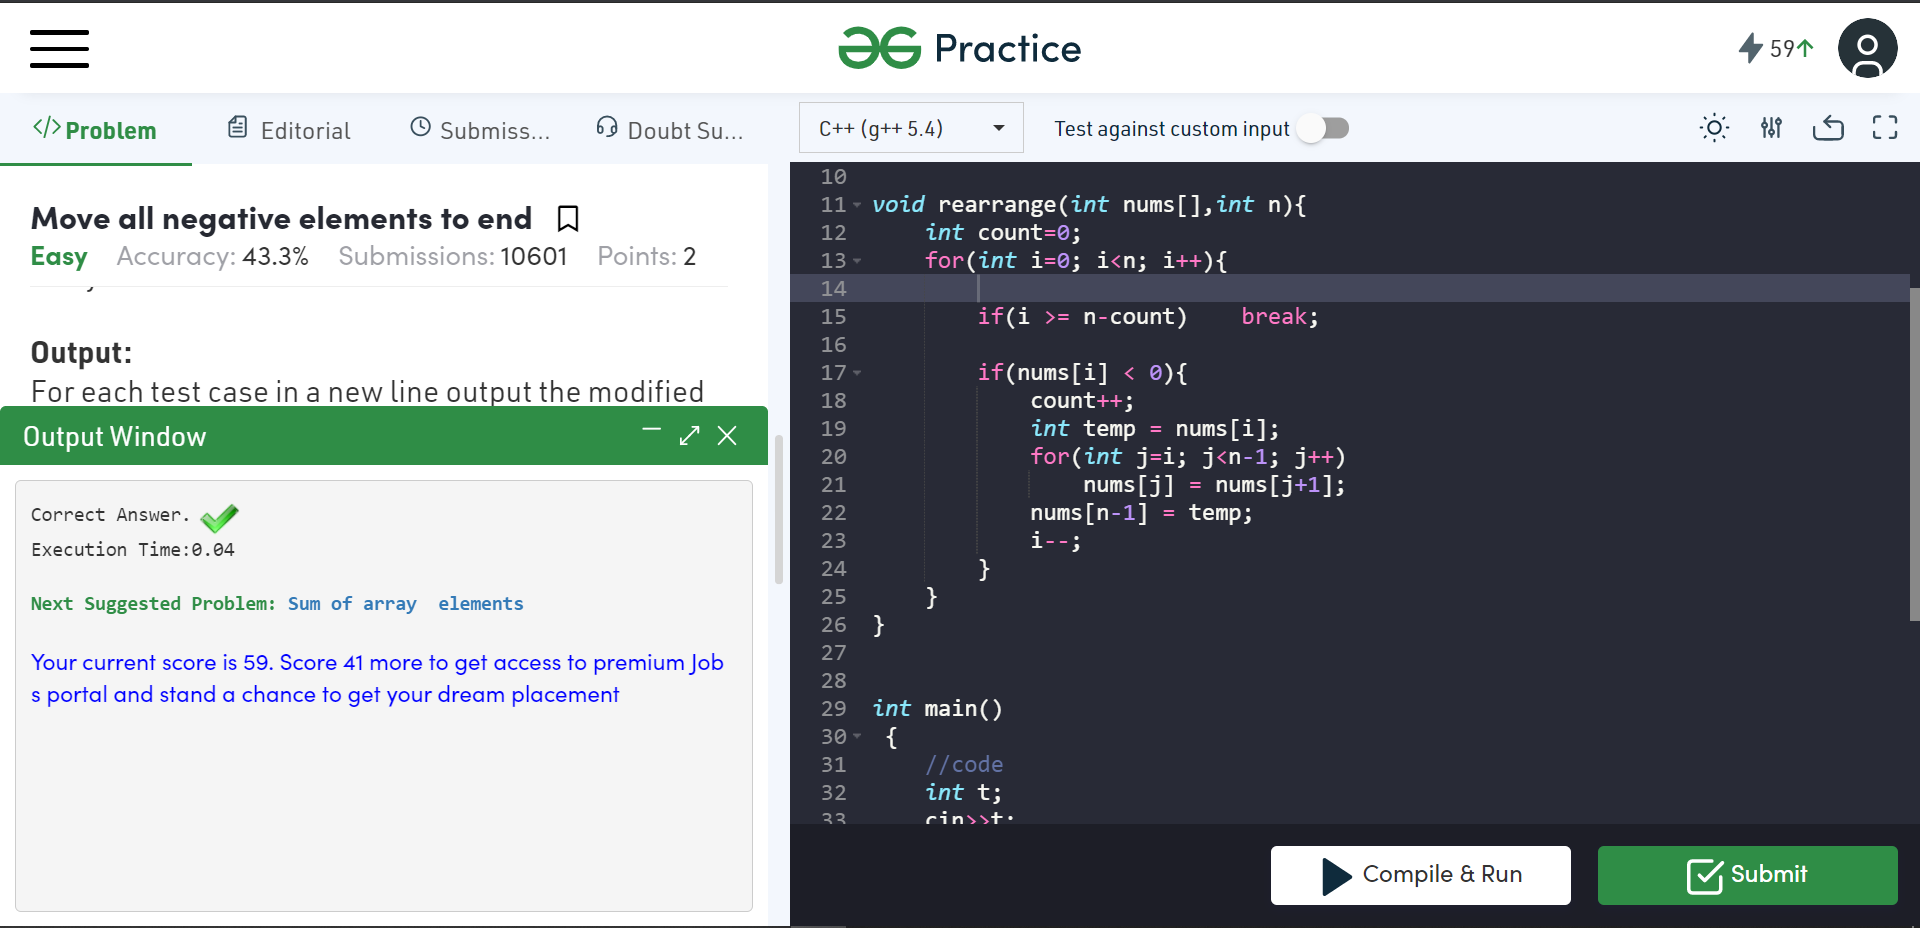 Practice
59
Problem
Editorial
Submiss...
Doubt Su...
C++ (g++ 5.4)
Test against custom input
Move all negative elements to end
Easy Accuracy: 43.3% Submissions: 10601 Points: 2
Output:
For each test case in a new line output the modified
Output Window
Correct Answer.
Execution Time:0.04
Next Suggested Problem: Sum of array  elements
Your current score is 59. Score 41 more to get access to premium Job
s portal and stand a chance to get your dream placement
10
11 void rearrange(int nums[],int n){
12     int count=0;
13     for(int i=0; i<n; i++){
14
15         if(i >= n-count)    break;
16
17         if(nums[i] < 0){
18             count++;
19             int temp = nums[i];
20             for(int j=i; j<n-1; j++)
21                 nums[j] = nums[j+1];
22             nums[n-1] = temp;
23             i--;
24         }
25     }
26 }
27
28
29 int main()
30  {
31     //code
32     int t;
33     cin>>t;
Compile & Run
Submit